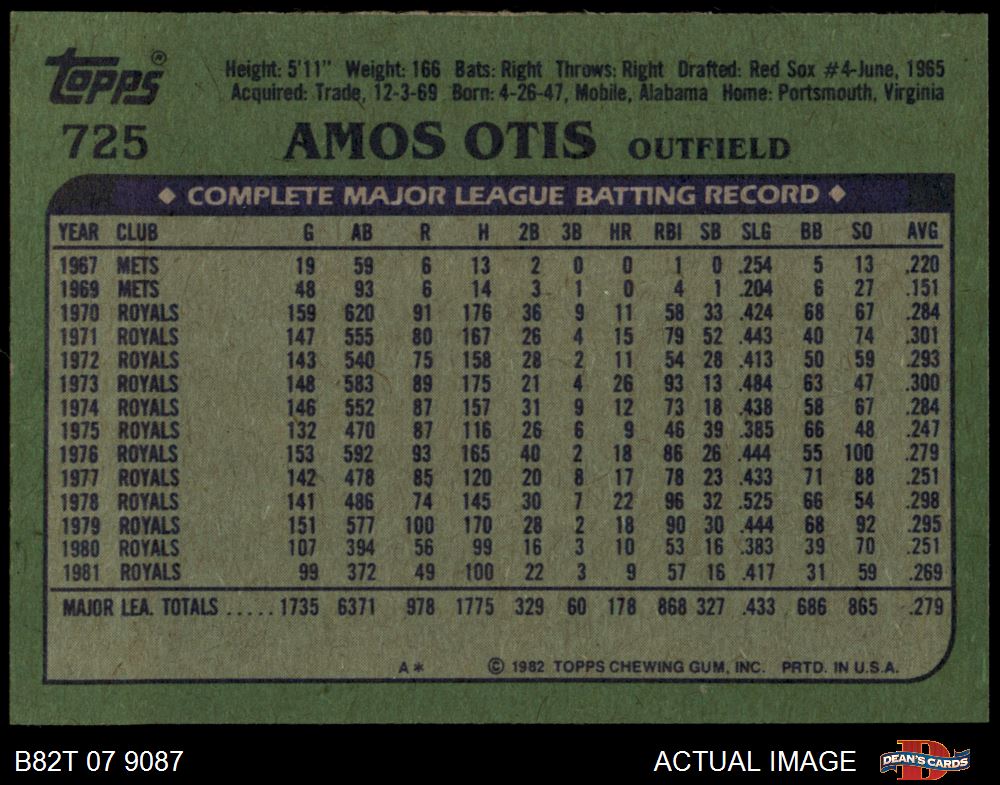 TOPPS®
Height: 5'11" Weight: 166 Bats: Right Throws: Right Drafted: Red Sox #4-June, 1965
Acquired: Trade, 12-3-69 Born: 4-26-47, Mobile, Alabama Home: Portsmouth, Virginia
725 AMOS OTIS OUTFIELD
◆ COMPLETE MAJOR LEAGUE BATTING RECORD ◆
YEAR CLUB G AB R H 2B 3B HR RBI SB SLG BB SO AVG
1967 METS 19 59 6 13 2 0 0 1 0 .254 5 13 .220
1969 METS 48 93 6 14 3 1 0 4 1 .204 6 27 .151
1970 ROYALS 159 620 91 176 36 9 11 58 33 .424 68 67 .284
1971 ROYALS 147 555 80 167 26 4 15 79 52 .443 40 74 .301
1972 ROYALS 143 540 75 158 28 2 11 54 28 .413 50 59 .293
1973 ROYALS 148 583 89 175 21 4 26 93 13 .484 63 47 .300
1974 ROYALS 146 552 87 157 31 9 12 73 18 .438 58 67 .284
1975 ROYALS 132 470 87 116 26 6 9 46 39 .385 66 48 .247
1976 ROYALS 153 592 93 165 40 2 18 86 26 .444 55 100 .279
1977 ROYALS 142 478 85 120 20 8 17 78 23 .433 71 88 .251
1978 ROYALS 141 486 74 145 30 7 22 96 32 .525 66 54 .298
1979 ROYALS 151 577 100 170 28 2 18 90 30 .444 68 92 .295
1980 ROYALS 107 394 56 99 16 3 10 53 16 .383 39 70 .251
1981 ROYALS 99 372 49 100 22 3 9 57 16 .417 31 59 .269
MAJOR LEA. TOTALS ..... 1735 6371 978 1775 329 60 178 868 327 .433 686 865 .279
A* © 1982 TOPPS CHEWING GUM, INC. PRTD. IN U.S.A.
B82T 07 9087 ACTUAL IMAGE DEAN'S CARDS